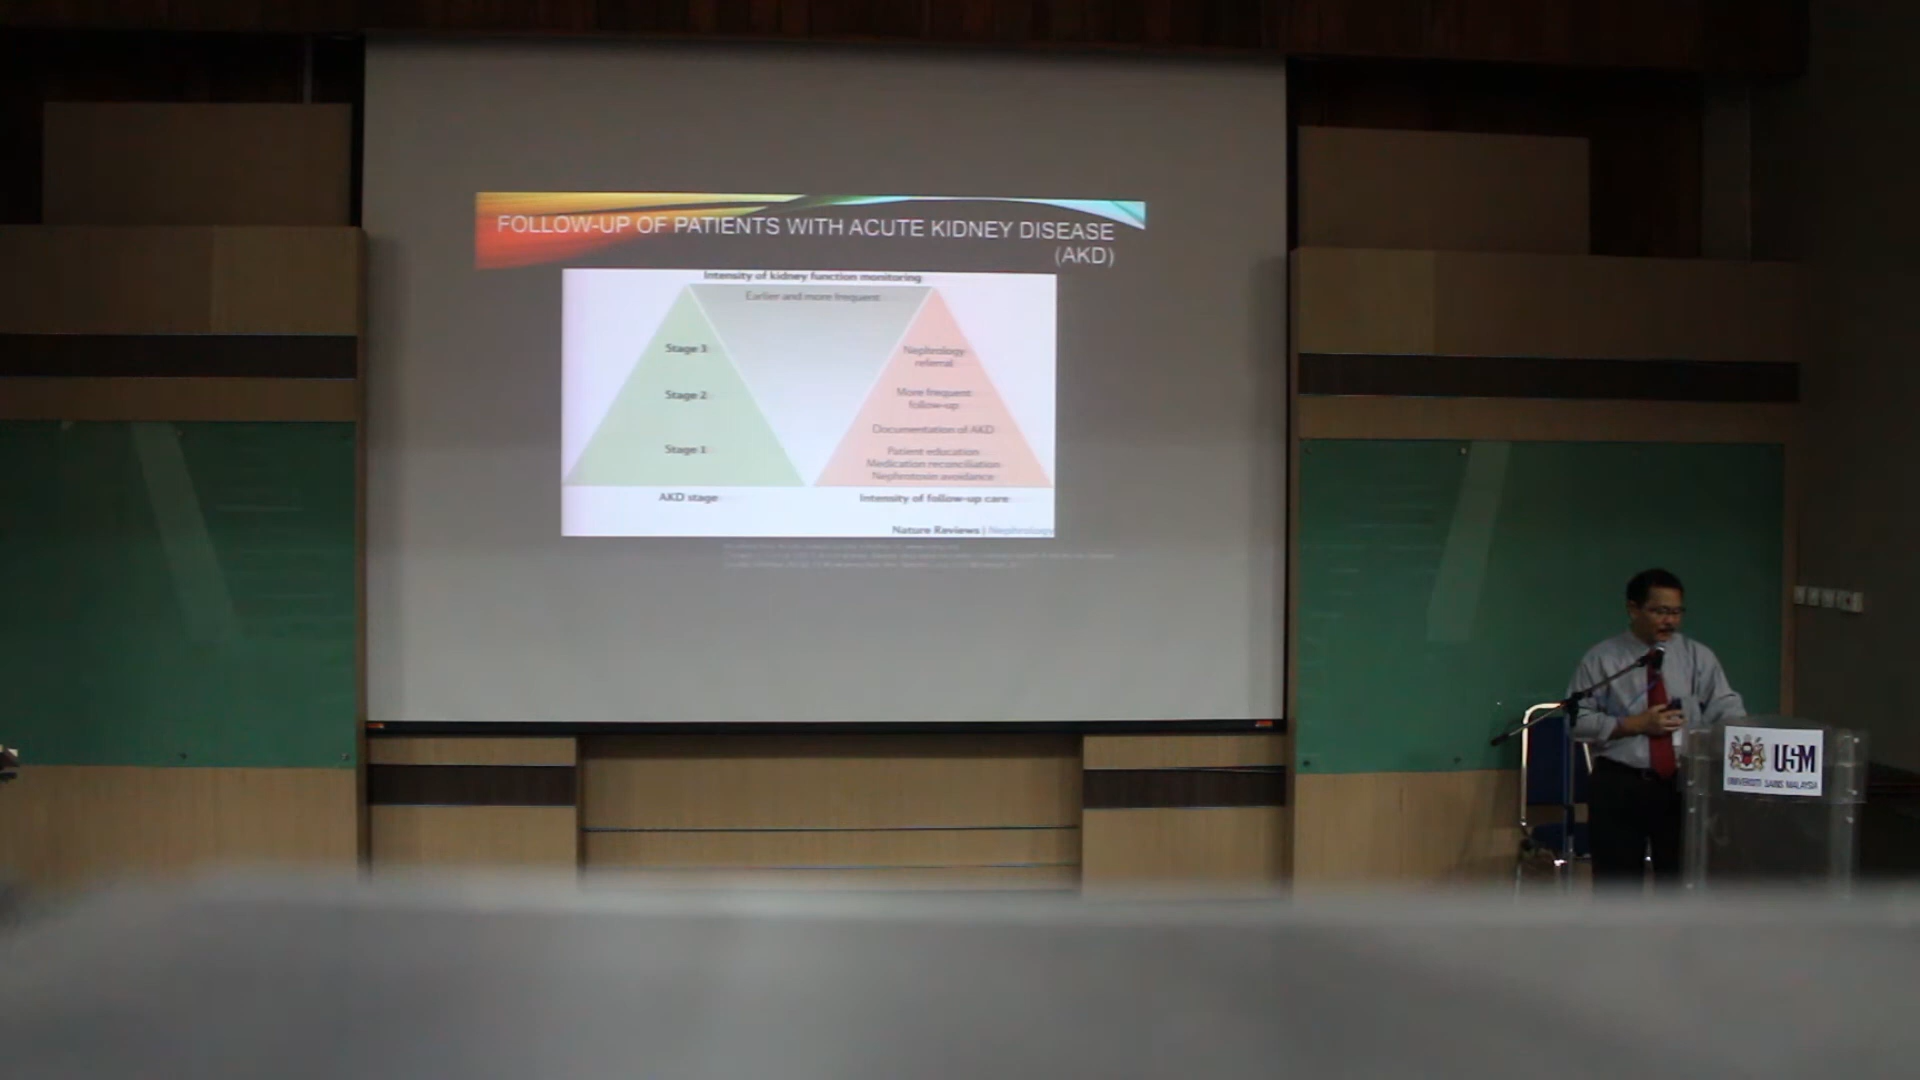 FOLLOW-UP OF PATIENTS WITH ACUTE KIDNEY DISEASE
(AKD)
Intensity of kidney function monitoring
Earlier and more frequent
Stage 3
Stage 2
Stage 1
AKD stage
Nephrology
referral
More frequent
follow-up
Documentation of AKD
Patient education
Medication reconciliation
Nephrotoxin avoidance
Intensity of follow-up care
Nature Reviews | Nephrology
USM
UNIVERSITI SAINS MALAYSIA